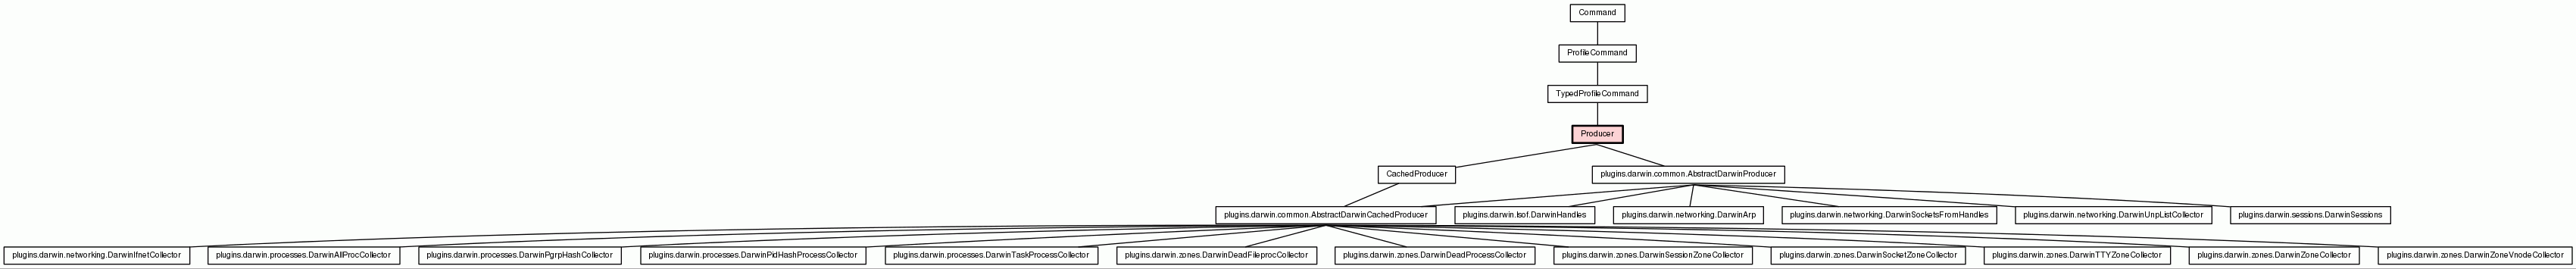 Command
ProfileCommand
TypedProfileCommand
Producer
CachedProducer
plugins.darwin.common.AbstractDarwinProducer
plugins.darwin.common.AbstractDarwinCachedProducer
plugins.darwin.lsof.DarwinHandles
plugins.darwin.networking.DarwinArp
plugins.darwin.networking.DarwinSocketsFromHandles
plugins.darwin.networking.DarwinUnpListCollector
plugins.darwin.sessions.DarwinSessions
plugins.darwin.networking.DarwinIfnetCollector
plugins.darwin.processes.DarwinAllProcCollector
plugins.darwin.processes.DarwinPgrpHashCollector
plugins.darwin.processes.DarwinPidHashProcessCollector
plugins.darwin.processes.DarwinTaskProcessCollector
plugins.darwin.zones.DarwinDeadFileprocCollector
plugins.darwin.zones.DarwinDeadProcessCollector
plugins.darwin.zones.DarwinSessionZoneCollector
plugins.darwin.zones.DarwinSocketZoneCollector
plugins.darwin.zones.DarwinTTYZoneCollector
plugins.darwin.zones.DarwinZoneCollector
plugins.darwin.zones.DarwinZoneVnodeCollector